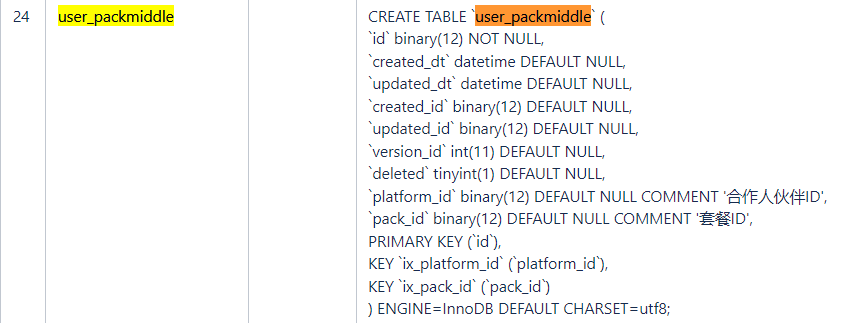 24
user_packmiddle
CREATE TABLE `user_packmiddle` (
`id` binary(12) NOT NULL,
`created_dt` datetime DEFAULT NULL,
`updated_dt` datetime DEFAULT NULL,
`created_id` binary(12) DEFAULT NULL,
`updated_id` binary(12) DEFAULT NULL,
`version_id` int(11) DEFAULT NULL,
`deleted` tinyint(1) DEFAULT NULL,
`platform_id` binary(12) DEFAULT NULL COMMENT '合作人伙伴ID',
`pack_id` binary(12) DEFAULT NULL COMMENT '套餐ID',
PRIMARY KEY (`id`),
KEY `ix_platform_id` (`platform_id`),
KEY `ix_pack_id` (`pack_id`)
) ENGINE=InnoDB DEFAULT CHARSET=utf8;